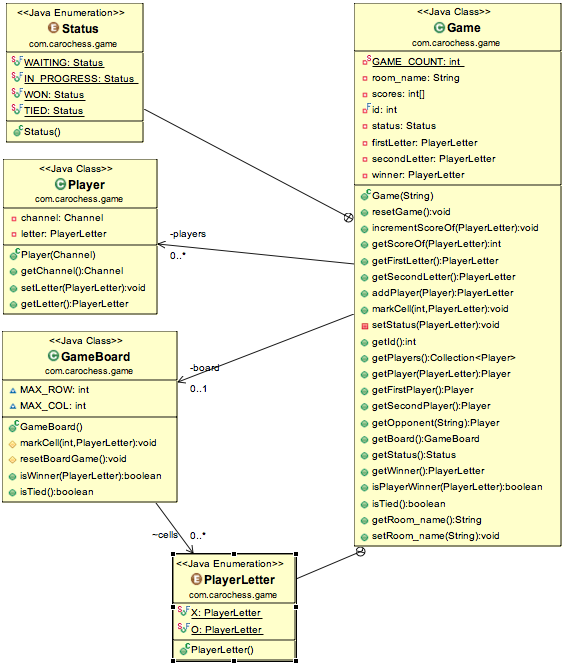 <<Java Enumeration>>
Status
com.carochess.game
WAITING: Status
IN_PROGRESS: Status
WON: Status
TIED: Status
Status()
<<Java Class>>
Game
com.carochess.game
GAME_COUNT: int
room_name: String
scores: int[]
id: int
status: Status
firstLetter: PlayerLetter
secondLetter: PlayerLetter
winner: PlayerLetter
Game(String)
resetGame():void
incrementScoreOf(PlayerLetter):void
getScoreOf(PlayerLetter):int
getFirstLetter():PlayerLetter
getSecondLetter():PlayerLetter
addPlayer(Player):PlayerLetter
markCell(int,PlayerLetter):void
setStatus(PlayerLetter):void
getId():int
getPlayers():Collection<Player>
getPlayer(PlayerLetter):Player
getFirstPlayer():Player
getSecondPlayer():Player
getOpponent(String):Player
getBoard():GameBoard
getStatus():Status
getWinner():PlayerLetter
isPlayerWinner(PlayerLetter):boolean
isTied():boolean
getRoom_name():String
setRoom_name(String):void
<<Java Class>>
Player
com.carochess.game
channel: Channel
letter: PlayerLetter
Player(Channel)
getChannel():Channel
setLetter(PlayerLetter):void
getLetter():PlayerLetter
-players
0..*
<<Java Class>>
GameBoard
com.carochess.game
MAX_ROW: int
MAX_COL: int
GameBoard()
markCell(int,PlayerLetter):void
resetBoardGame():void
isWinner(PlayerLetter):boolean
isTied():boolean
-board
0..1
~cells
0..*
<<Java Enumeration>>
PlayerLetter
com.carochess.game
X: PlayerLetter
O: PlayerLetter
PlayerLetter()